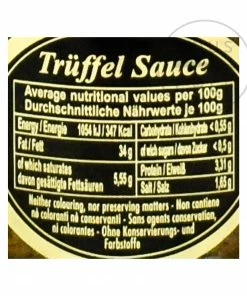 Trüffel Sauce
Average nutritional values per 100g
Durchschnittliche Nährwerte je 100g
Energy / Energie 1054 kJ / 347 Kcal
Fat / Fett 34 g
of which saturates
davon gesättigte Fettsäuren 5,55 g
Carbohydrate / Kohlenhydrate < 0,55 g
of wich sugars / davon Zucker < 0,5 g
Protein / Eiweiß 3,31 g
Salt / Salz 1,65 g
Neither colouring, nor preserving matters - Non contiene
nè coloranti nè conservanti - Sans agents conservation,
ni colorantes - Ohne Konservierungs- und
Farbstoffe